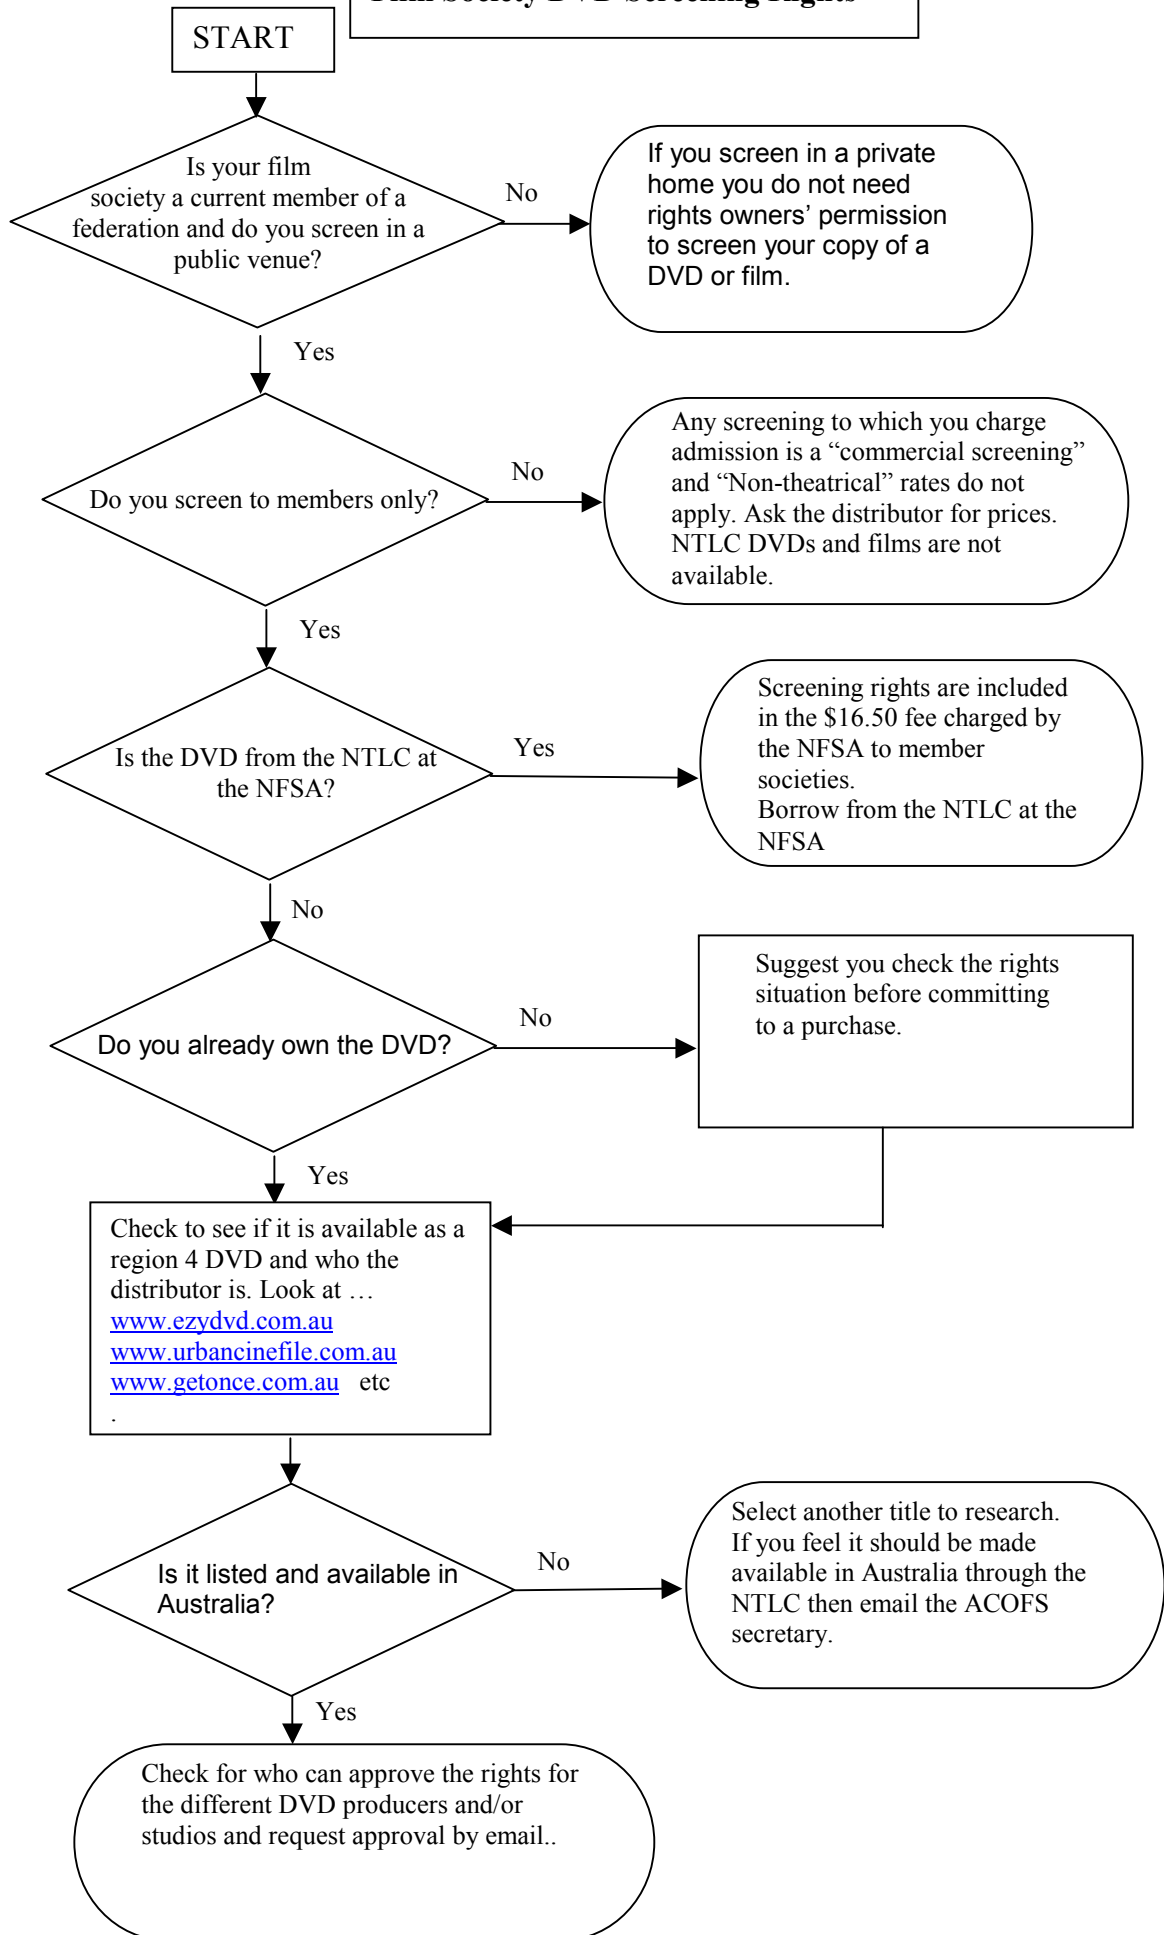 Film Society DVD Screening Rights
START
Is your film
society a current member of a
federation and do you screen in a
public venue?
No
If you screen in a private
home you do not need
rights owners’ permission
to screen your copy of a
DVD or film.
Yes
Do you screen to members only?
No
Any screening to which you charge
admission is a “commercial screening”
and “Non-theatrical” rates do not
apply. Ask the distributor for prices.
NTLC DVDs and films are not
available.
Yes
Is the DVD from the NTLC at
the NFSA?
Yes
Screening rights are included
in the $16.50 fee charged by
the NFSA to member
societies.
Borrow from the NTLC at the
NFSA
No
Do you already own the DVD?
No
Suggest you check the rights
situation before committing
to a purchase.
Yes
Check to see if it is available as a
region 4 DVD and who the
distributor is. Look at …
www.ezydvd.com.au
www.urbancinefile.com.au
www.getonce.com.au etc
.
Is it listed and available in
Australia?
No
Select another title to research.
If you feel it should be made
available in Australia through the
NTLC then email the ACOFS
secretary.
Yes
Check for who can approve the rights for
the different DVD producers and/or
studios and request approval by email..